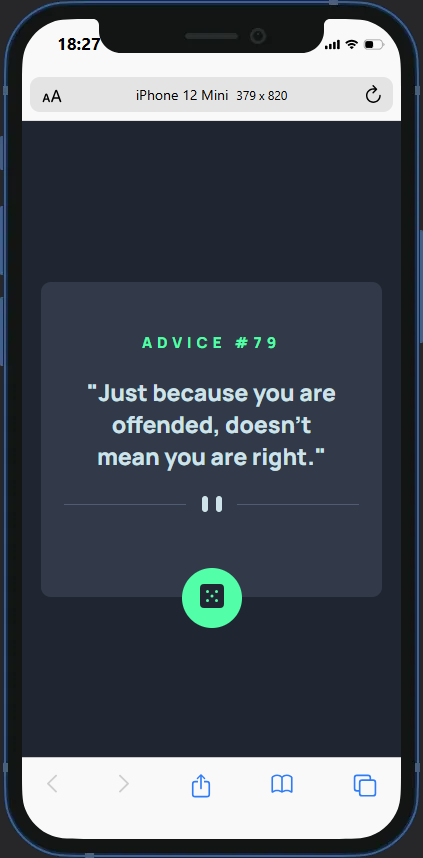 18:27
AA iPhone 12 Mini 379 x 820
ADVICE #79
"Just because you are
offended, doesn't
mean you are right."